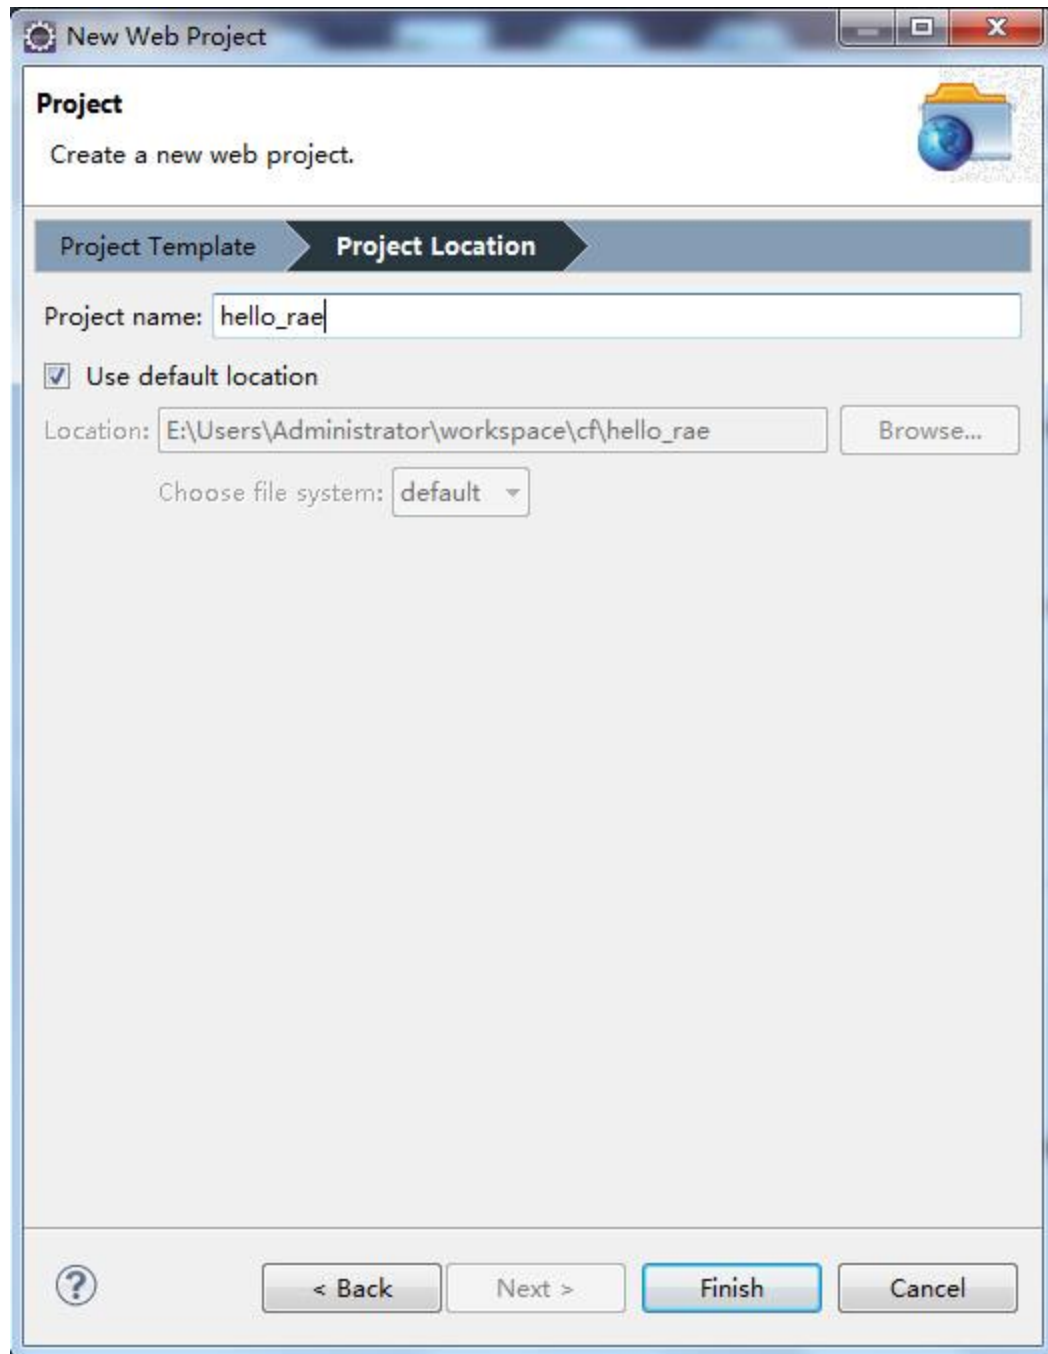 New Web Project
Project
Create a new web project.
Project Template Project Location
Project name: hello_rae
Use default location
Location: E:\Users\Administrator\workspace\cf\hello_rae Browse...
Choose file system: default
? < Back Next > Finish Cancel